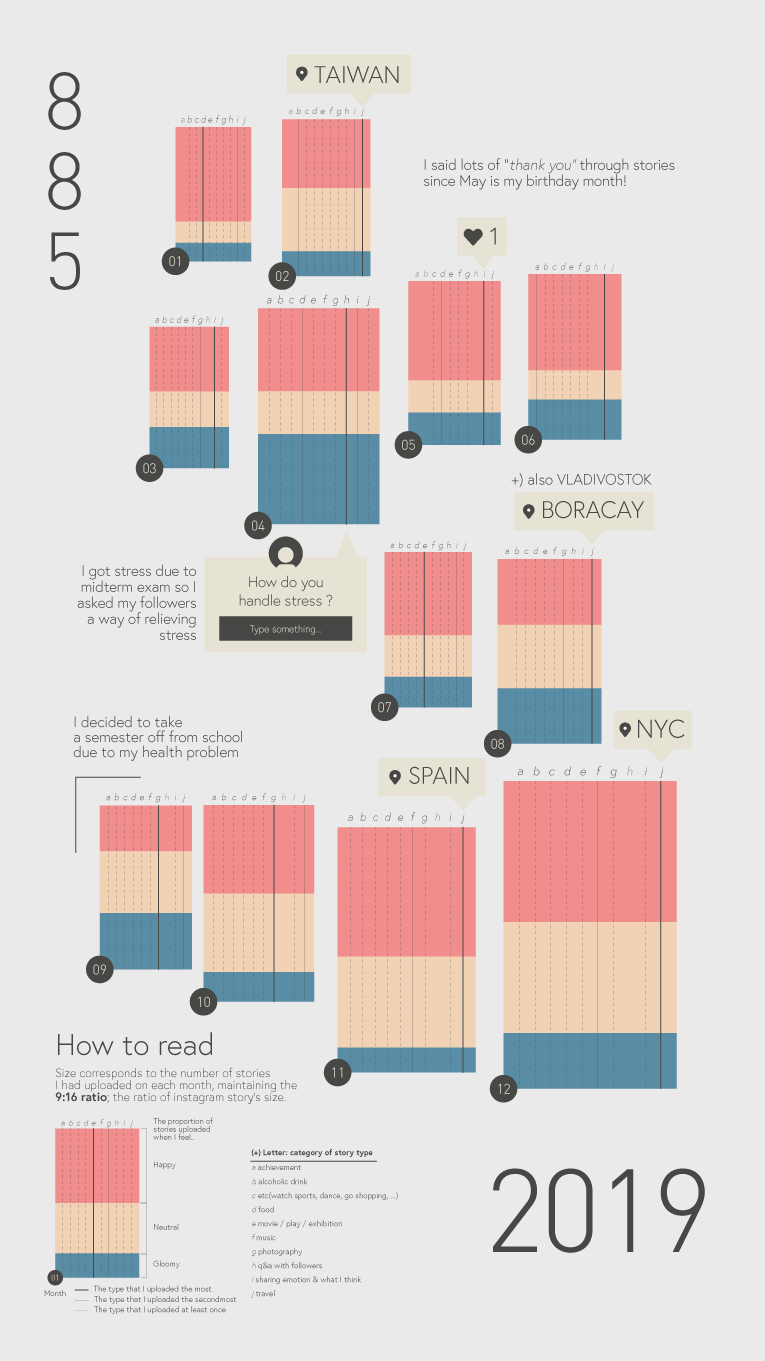 8
8
5
TAIWAN
a b c d e f g h i j
01
a b c d e f g h i j
02
I said lots of "thank you" through stories
since May is my birthday month!
a b c d e f g h i j
03
a b c d e f g h i j
04
1
a b c d e f g h i j
05
a b c d e f g h i j
06
I got stress due to
midterm exam so I
asked my followers
a way of relieving
stress
How do you
handle stress ?
Type something...
+) also VLADIVOSTOK
BORACAY
a b c d e f g h i j
07
a b c d e f g h i j
08
I decided to take
a semester off from school
due to my health problem
a b c d e f g h i j
09
a b c d e f g h i j
10
SPAIN
a b c d e f g h i j
11
NYC
a b c d e f g h i j
12
How to read
Size corresponds to the number of stories
I had uploaded on each month, maintaining the
9:16 ratio; the ratio of instagram story's size.
a b c d e f g h i j
The proportion of
stories uploaded
when I feel..
Happy
Neutral
Gloomy
01
Month
The type that I uploaded the most
The type that I uploaded the secondmost
The type that I uploaded at least once
(+) Letter: category of story type
a achievement
b alcoholic drink
c etc(watch sports, dance, go shopping, ...)
d food
e movie / play / exhibition
f music
g photography
h q&a with followers
i sharing emotion & what I think
j travel
2019